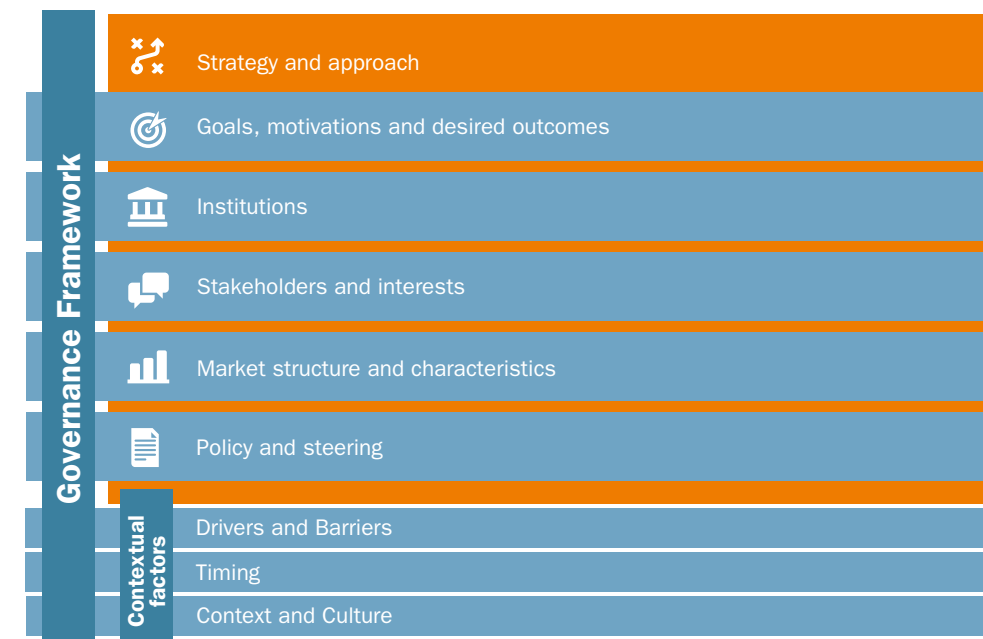 Governance Framework
Strategy and approach
Goals, motivations and desired outcomes
Institutions
Stakeholders and interests
Market structure and characteristics
Policy and steering
Contextual
factors
Drivers and Barriers
Timing
Context and Culture